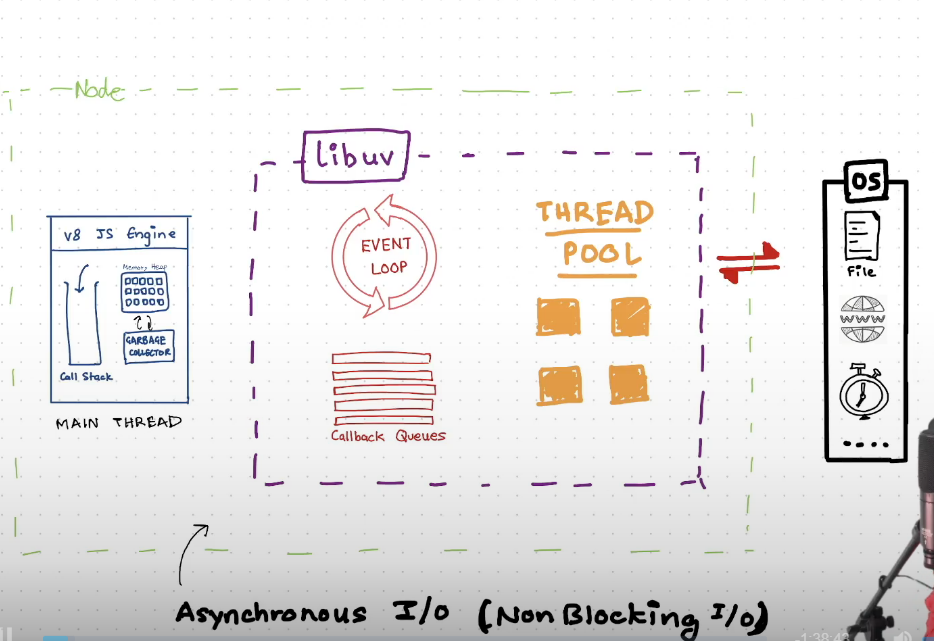 Node
libuv
OS
V8 JS Engine
Memory Heap
EVENT
LOOP
THREAD
POOL
File
WWW
GARBAGE
COLLECTOR
Call Stack
MAIN THREAD
Callback Queues
Asynchronous I/O (Non Blocking I/O)
-1:38:4